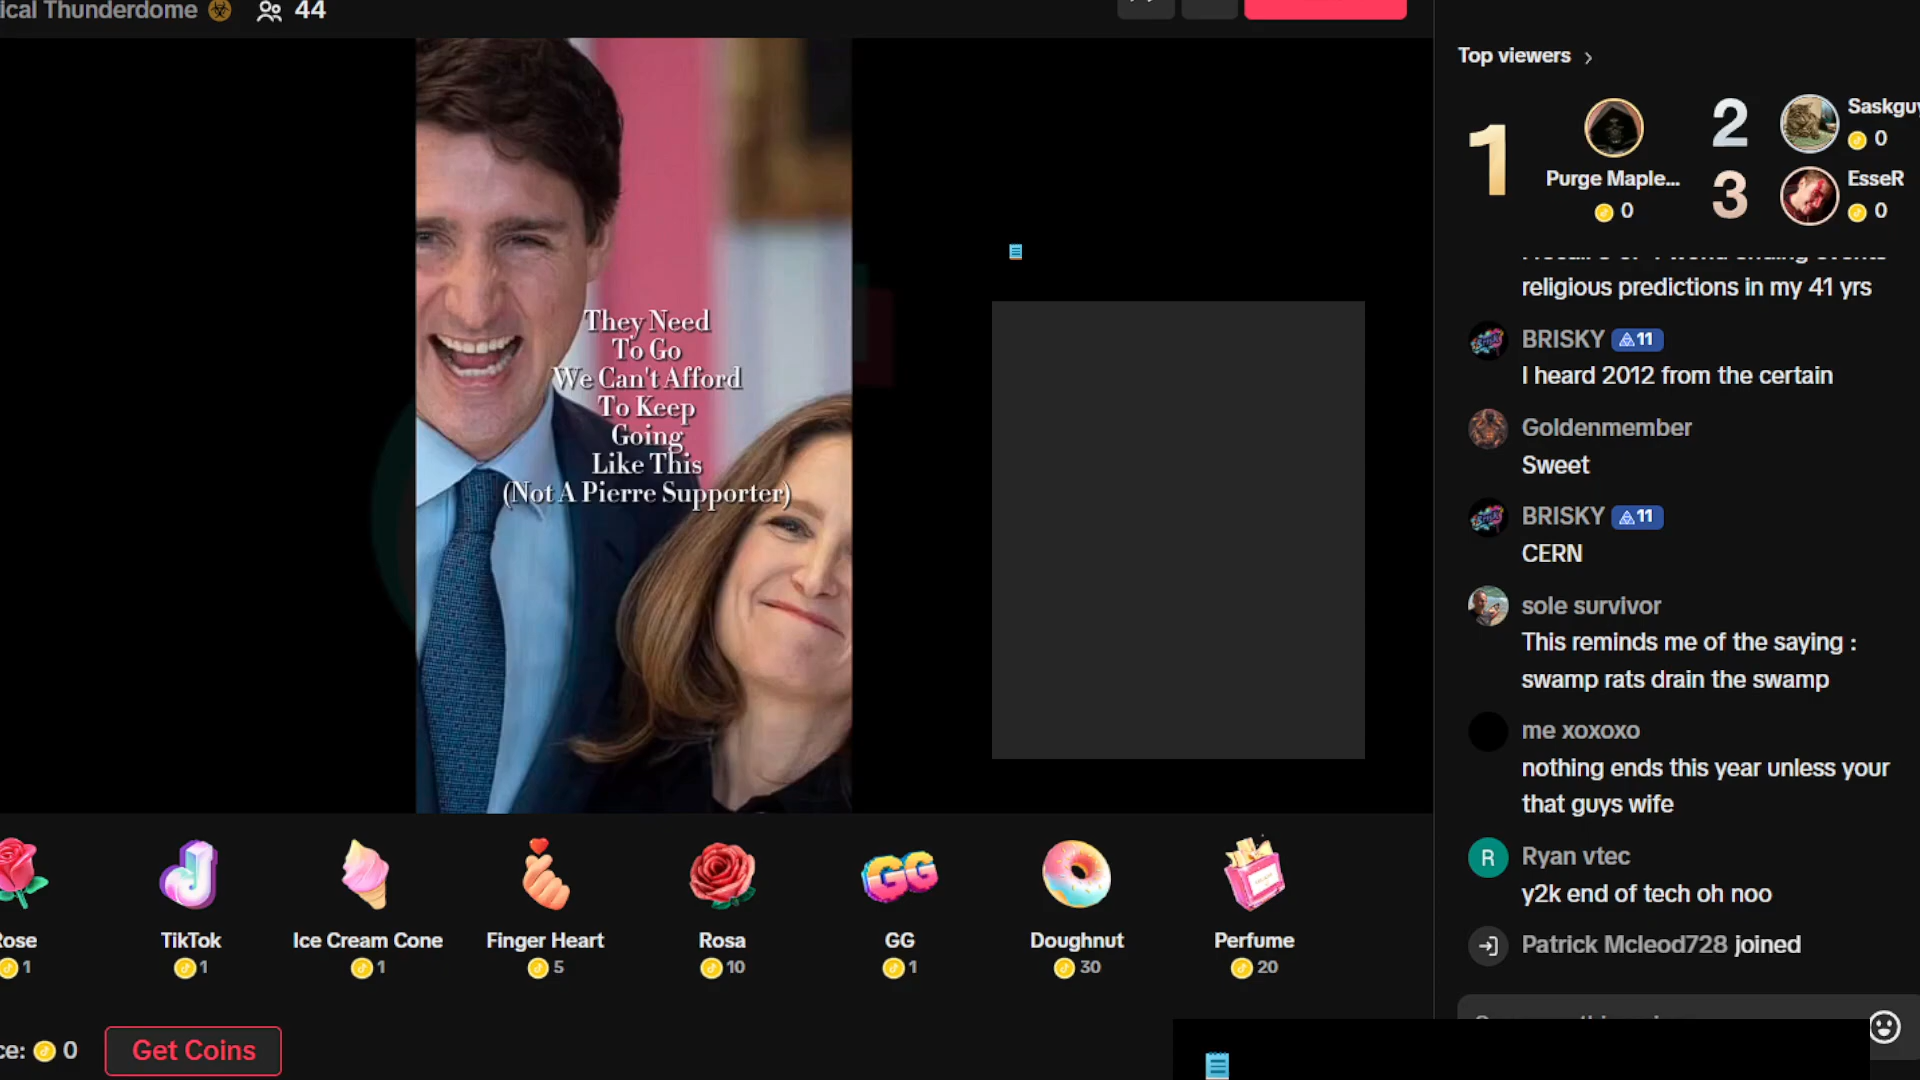 ical Thunderdome
44
They Need
To Go
We Can't Afford
To Keep
Going
Like This
(Not A Pierre Supporter)
Rose
1
TikTok
1
Ice Cream Cone
1
Finger Heart
5
Rosa
10
GG
1
Doughnut
30
Perfume
20
ce: 0
Get Coins
Top viewers
1
Purge Maple...
0
2
Saskguy
0
3
EsseR
0
religious predictions in my 41 yrs
BRISKY 11
I heard 2012 from the certain
Goldenmember
Sweet
BRISKY 11
CERN
sole survivor
This reminds me of the saying :
swamp rats drain the swamp
me xoxoxo
nothing ends this year unless your
that guys wife
R
Ryan vtec
y2k end of tech oh noo
Patrick Mcleod728 joined